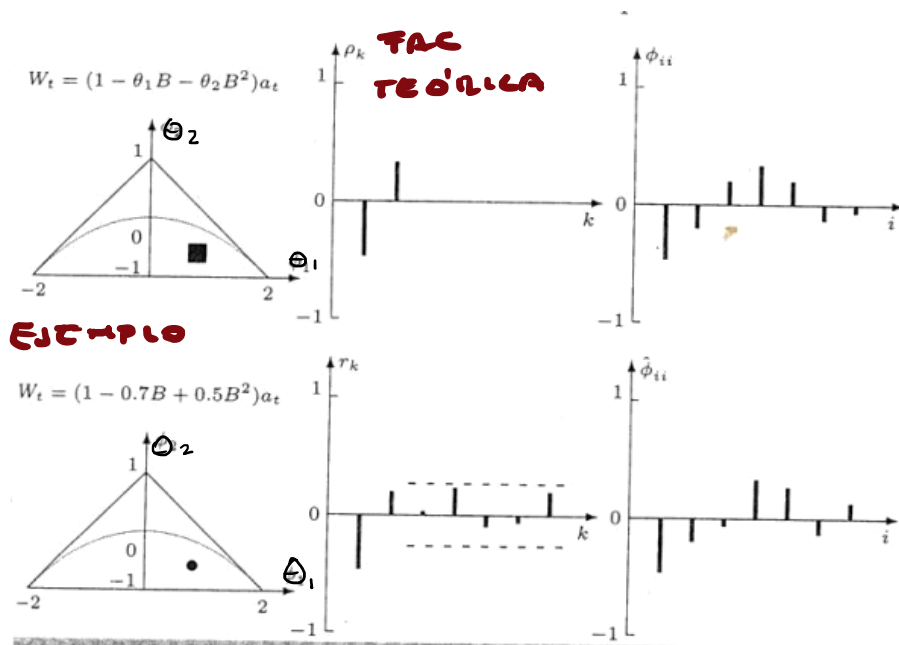 ρ_k FAC
TEÓRICA
φ_ii
W_t = (1 − θ_1B − θ_2B^2)a_t
1
1
1
θ_2
1
0
0
0
k
i
−1
θ_1
−2
2
−1
−1
EJEMPLO
r_k
φ̂_ii
W_t = (1 − 0.7B + 0.5B^2)a_t
1
1
θ_2
1
0
0
0
k
i
−1
θ_1
−2
2
−1
−1